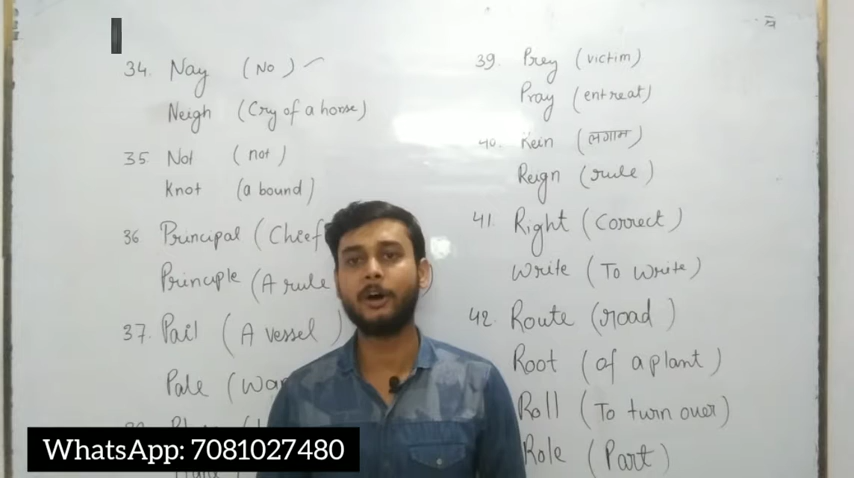 34. Nay (No)
Neigh (Cry of a horse)
35 Not (not)
Knot (a bound)
36 Principal (Chief
Principle (A rule
37. Pail (A vessel)
Pale (Wan
39. Prey (victim)
Pray (entreat)
40. Rein (लगाम)
Reign (rule)
41. Right (Correct)
Write (To write)
42. Route (road)
Root (of a plant)
Roll (To turn over)
Role (Part)
WhatsApp: 7081027480